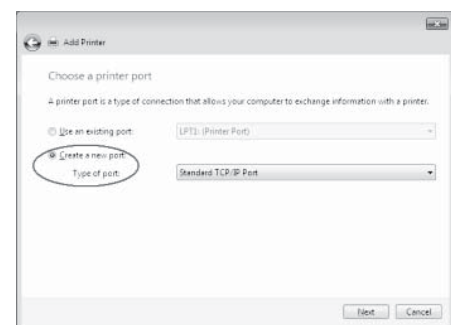 Add Printer
Choose a printer port
A printer port is a type of connection that allows your computer to exchange information with a printer.
Use an existing port: LPT1: (Printer Port)
Create a new port:
Type of port: Standard TCP/IP Port
Next Cancel